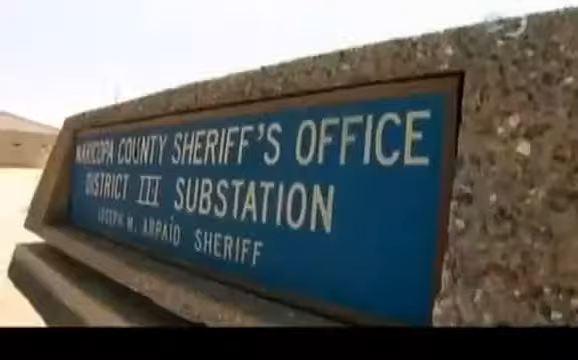 MARICOPA COUNTY SHERIFF'S OFFICE
DISTRICT III SUBSTATION
JOSEPH M. ARPAIO SHERIFF